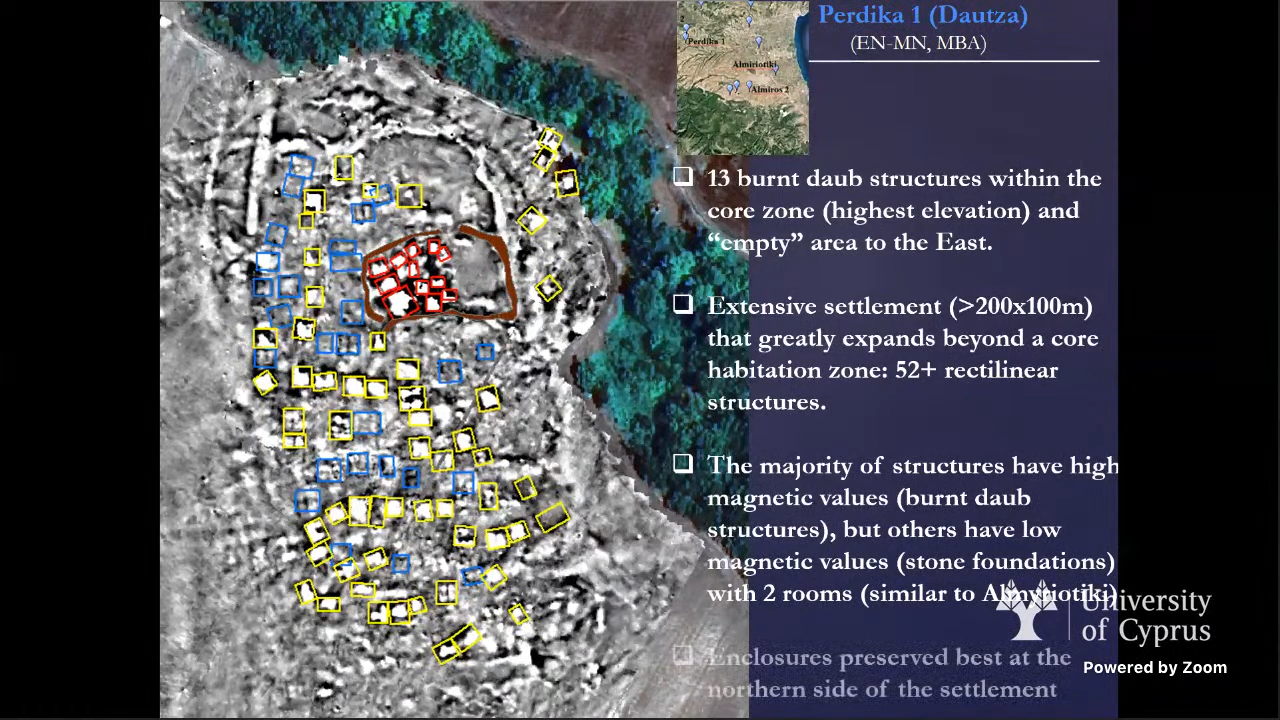 Perdika 1 (Dautza)
(EN-MN, MBA)
2
Perdika 1
Almiriotiki
Almiros 2
13 burnt daub structures within the
core zone (highest elevation) and
“empty” area to the East.
Extensive settlement (>200x100m)
that greatly expands beyond a core
habitation zone: 52+ rectilinear
structures.
The majority of structures have high
magnetic values (burnt daub
structures), but others have low
magnetic values (stone foundations)
with 2 rooms (similar to Almyriotiki)
Enclosures preserved best at the
northern side of the settlement
University
of Cyprus
Powered by Zoom